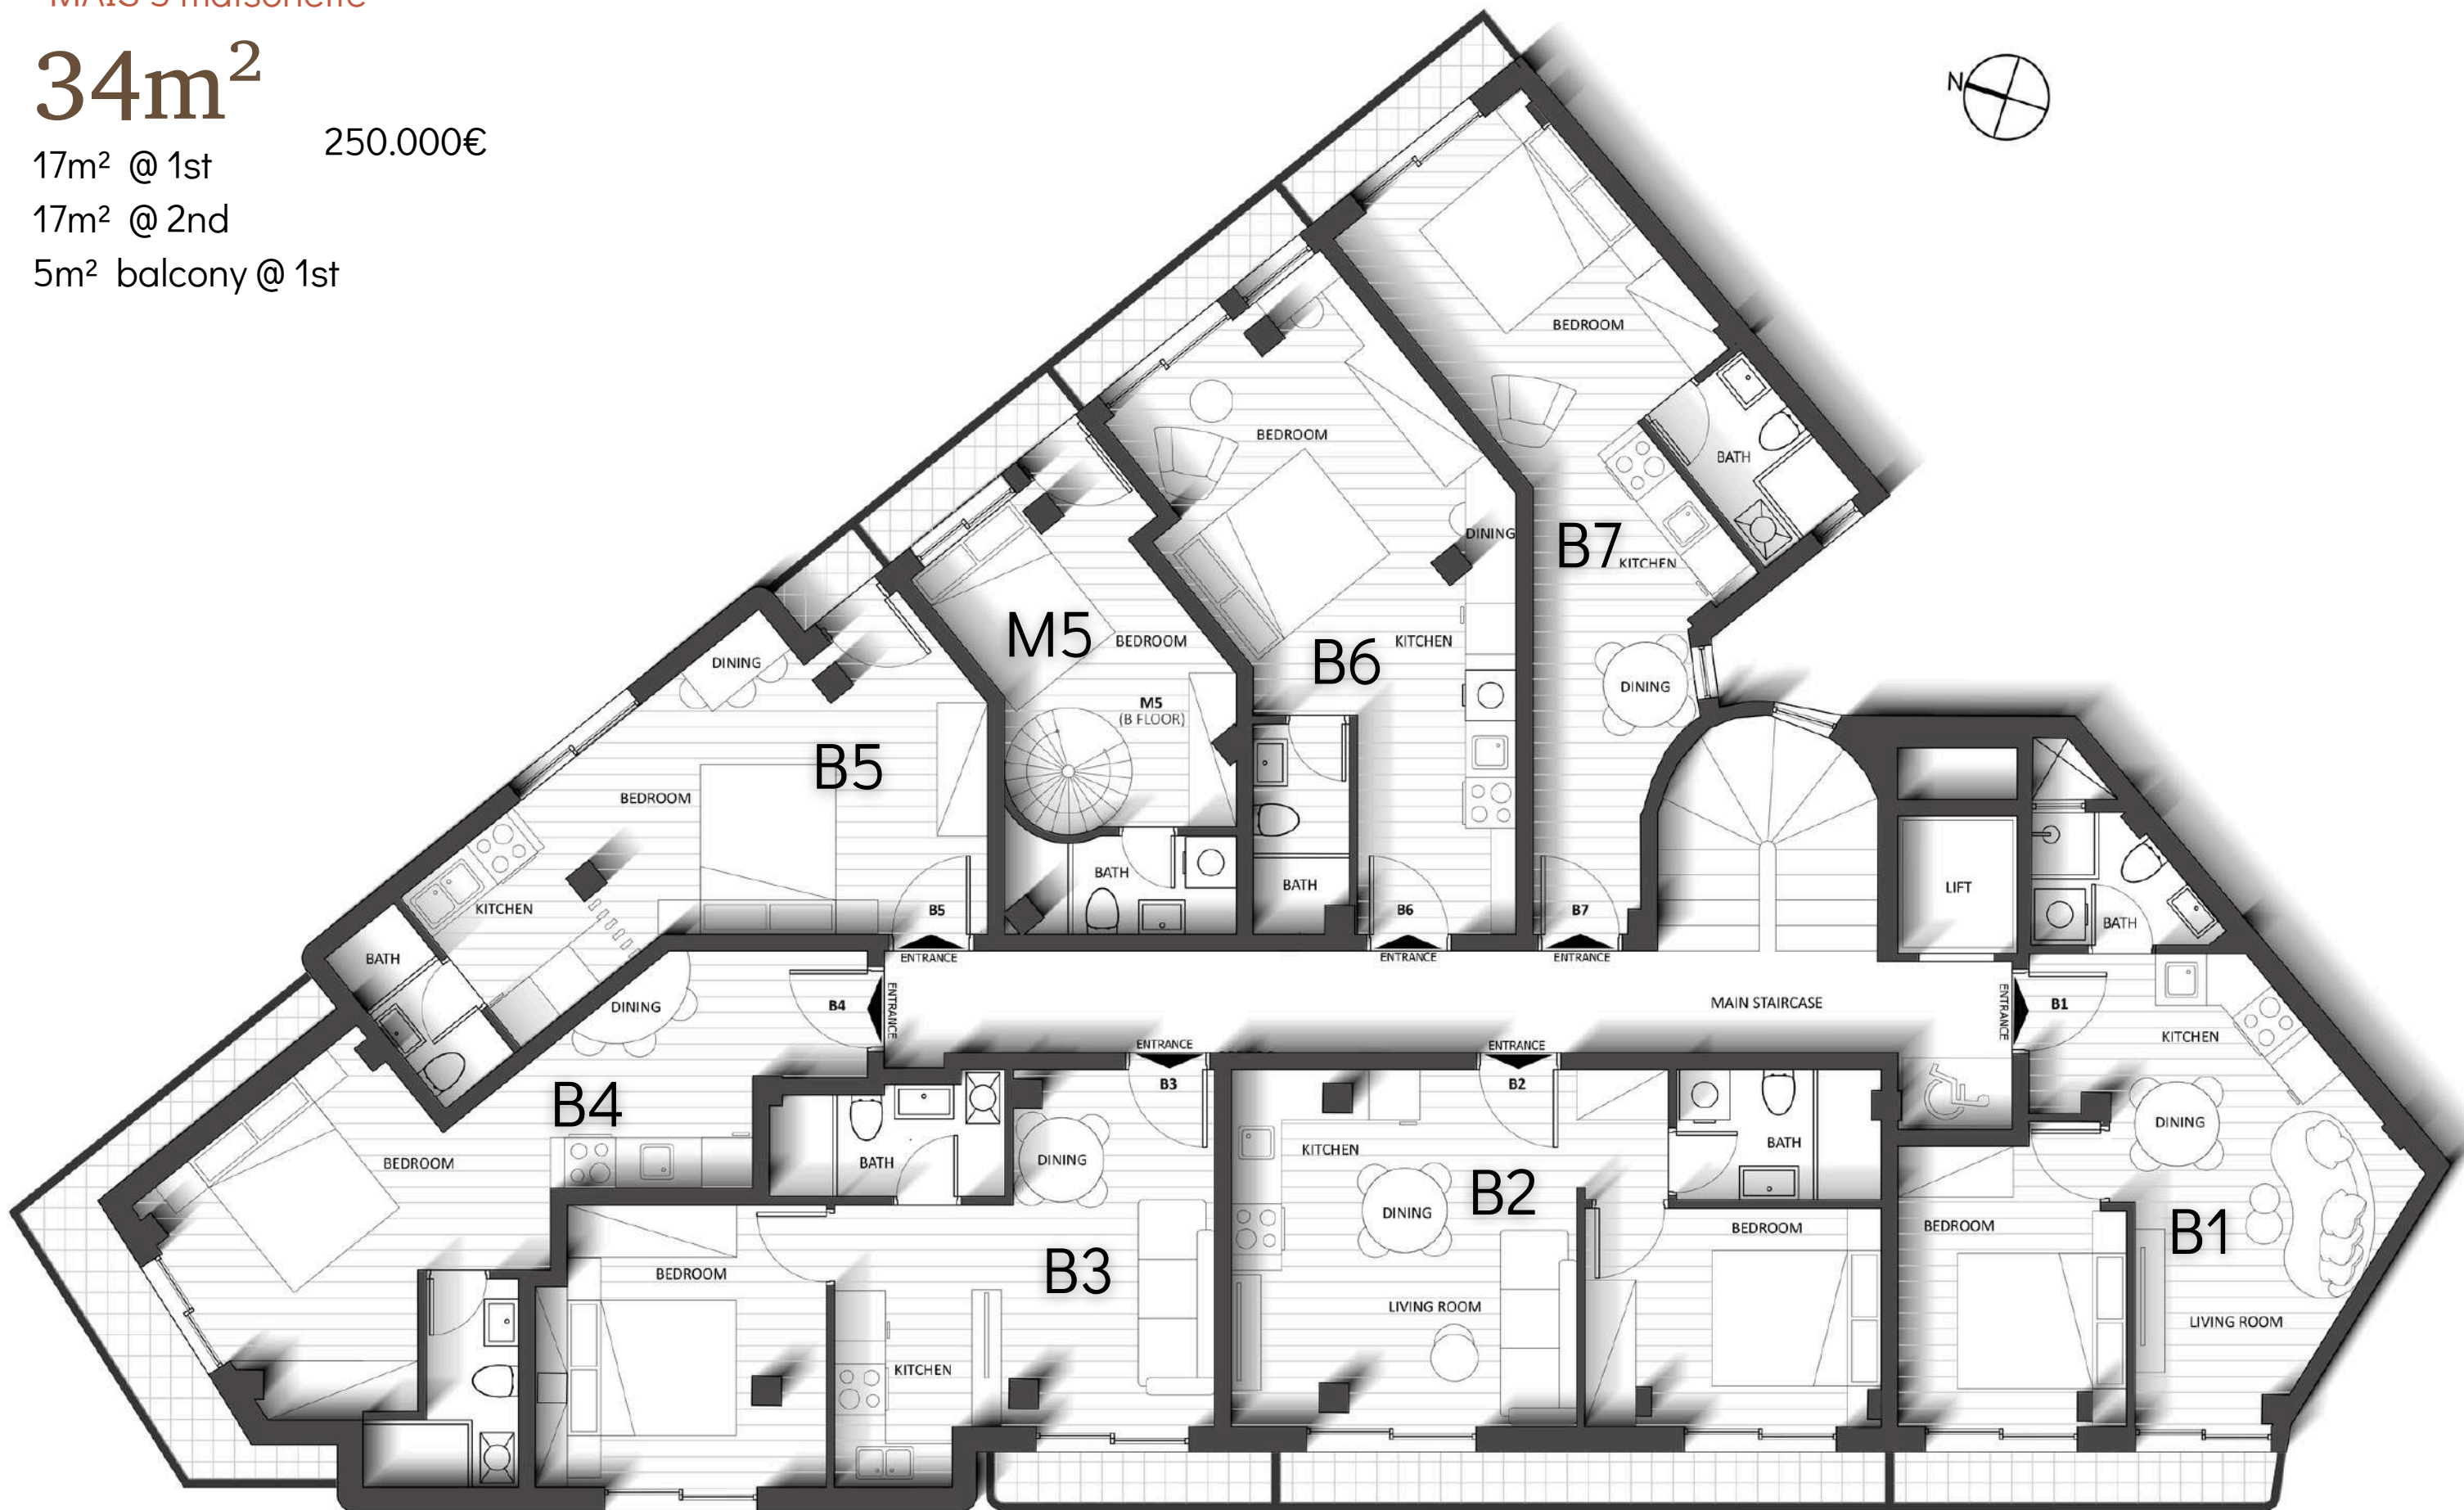 MAIS 5 maisonette
34m²
250.000€
17m² @ 1st
17m² @ 2nd
5m² balcony @ 1st
N
BEDROOM
BATH
B7
KITCHEN
DINING
BEDROOM
DINING
B6
KITCHEN
BATH
M5
BEDROOM
M5
(B FLOOR)
BATH
DINING
B5
BEDROOM
KITCHEN
BATH
B5
ENTRANCE
B6
ENTRANCE
B7
ENTRANCE
LIFT
BATH
DINING
B4
ENTRANCE
MAIN STAIRCASE
ENTRANCE
B1
KITCHEN
ENTRANCE
B3
ENTRANCE
B2
B4
BEDROOM
BATH
DINING
KITCHEN
DINING
B2
BATH
DINING
BEDROOM
B3
KITCHEN
LIVING ROOM
BEDROOM
BEDROOM
B1
LIVING ROOM